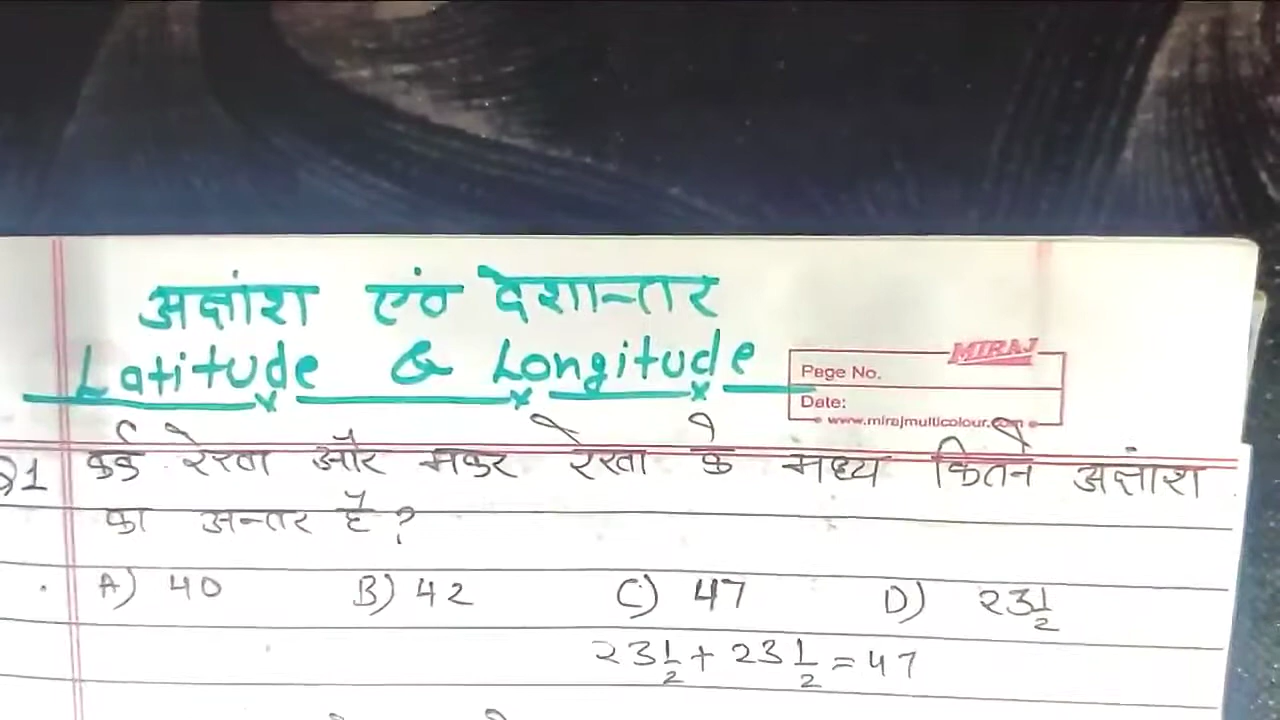 अक्षांश एंव देशान्तर
Latitude & Longitude
MIRAJ
Page No.
Date:
www.mirajmulticolour.com
Q1 कर्क रेखा और मकर रेखा के मध्य कितने अक्षांश
का अन्तर है?
A) 40 B) 42 C) 47 D) 23½
23½ + 23½ = 47